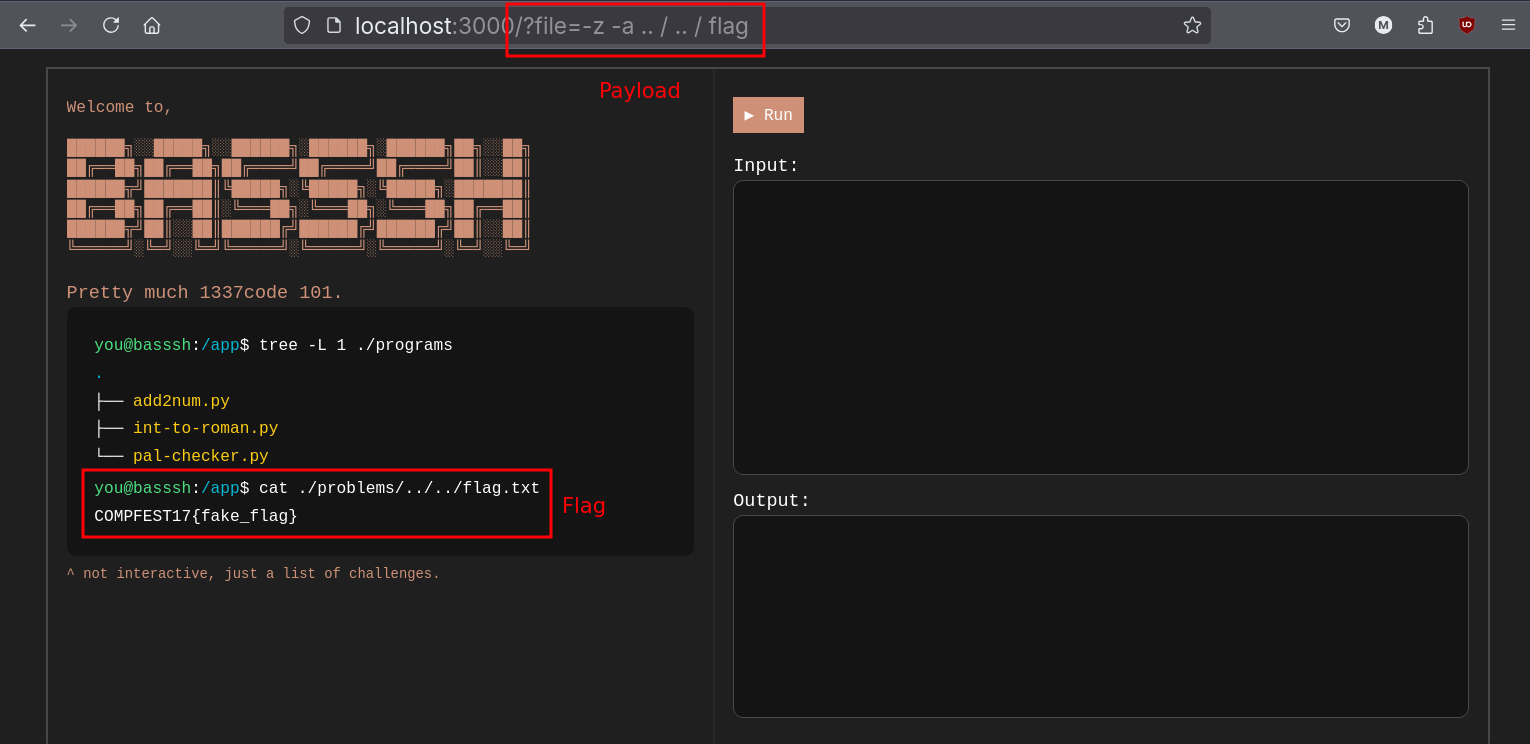 localhost:3000/?file=-z -a .. / .. / flag
Payload
Welcome to,
██████╗░░█████╗░░██████╗░██████╗░██████╗██╗░░██╗
██╔══██╗██╔══██╗██╔════╝██╔════╝██╔════╝██║░░██║
██████╦╝███████║╚█████╗░╚█████╗░╚█████╗░███████║
██╔══██╗██╔══██║░╚═══██╗░╚═══██╗░╚═══██╗██╔══██║
██████╦╝██║░░██║██████╔╝██████╔╝██████╔╝██║░░██║
╚═════╝░╚═╝░░╚═╝╚═════╝░╚═════╝░╚═════╝░╚═╝░░╚═╝
Pretty much 1337code 101.
you@basssh:/app$ tree -L 1 ./programs
.
├── add2num.py
├── int-to-roman.py
└── pal-checker.py
you@basssh:/app$ cat ./problems/../../flag.txt
COMPFEST17{fake_flag}
Flag
^ not interactive, just a list of challenges.
▶ Run
Input:
Output: